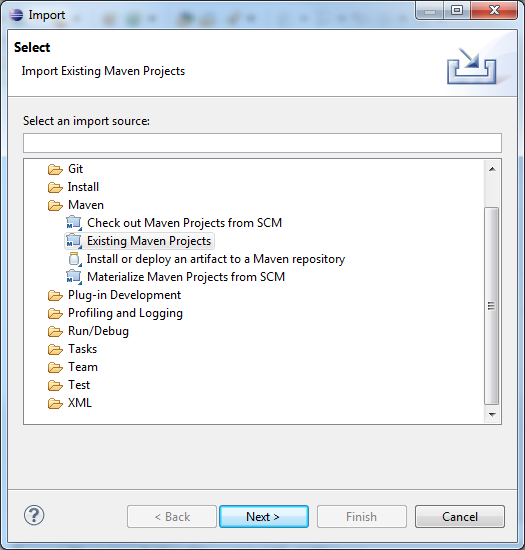 Import
Select
Import Existing Maven Projects
Select an import source:
Git
Install
Maven
Check out Maven Projects from SCM
Existing Maven Projects
Install or deploy an artifact to a Maven repository
Materialize Maven Projects from SCM
Plug-in Development
Profiling and Logging
Run/Debug
Tasks
Team
Test
XML
? < Back Next > Finish Cancel